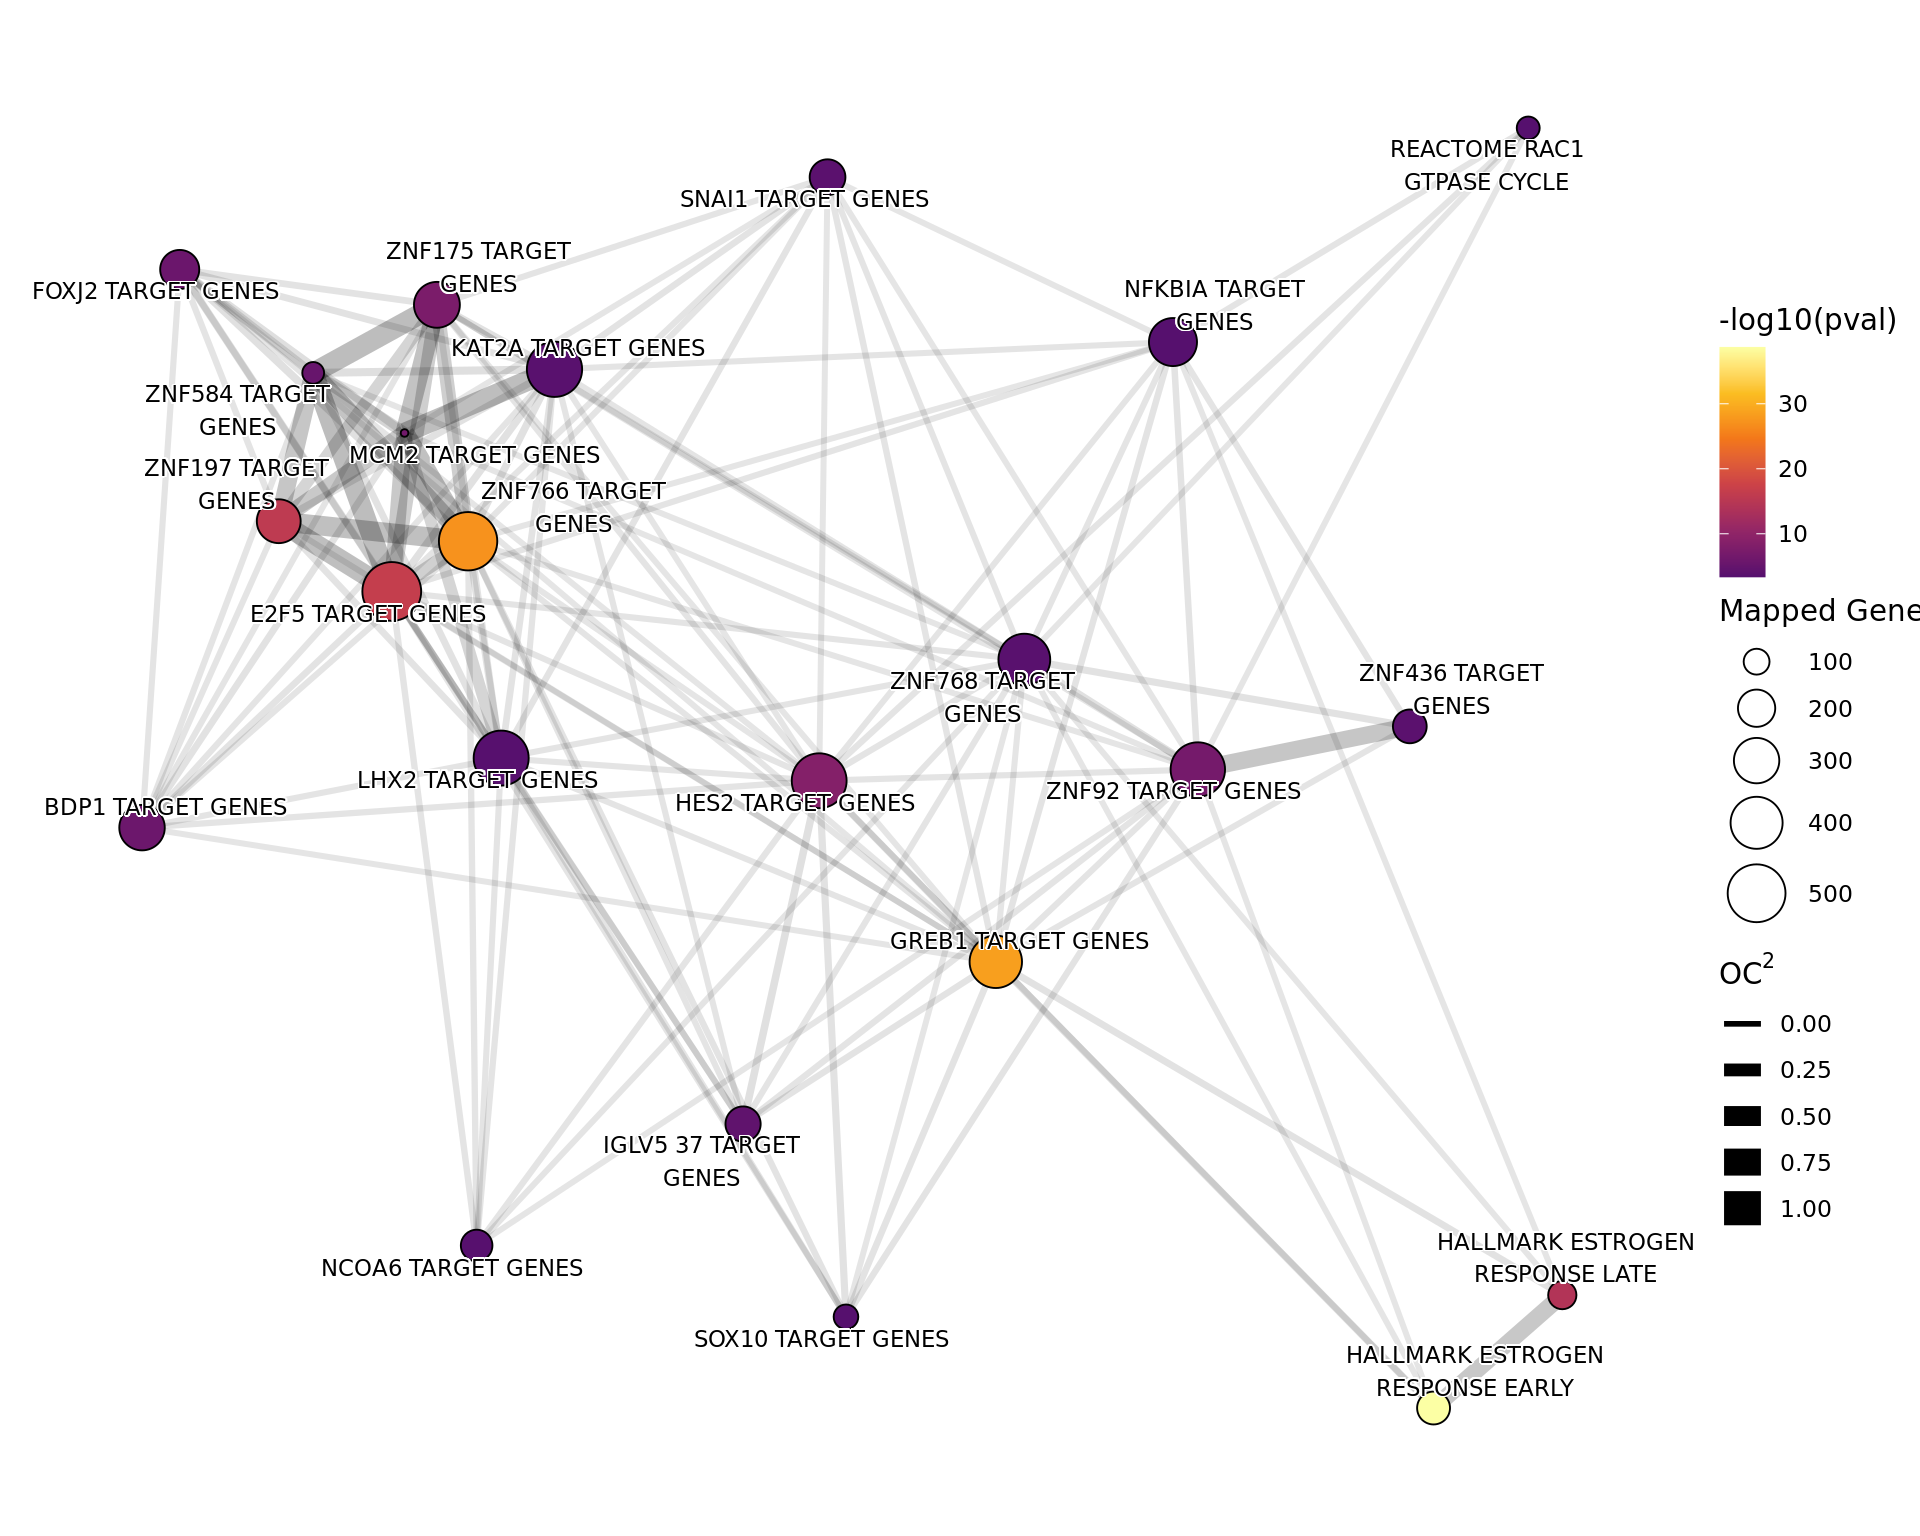 REACTOME RAC1
GTPASE CYCLE
SNAI1 TARGET GENES
ZNF175 TARGET
GENES
FOXJ2 TARGET GENES
NFKBIA TARGET
GENES
KAT2A TARGET GENES
ZNF584 TARGET
GENES
MCM2 TARGET GENES
ZNF197 TARGET
GENES
ZNF766 TARGET
GENES
E2F5 TARGET GENES
ZNF768 TARGET
GENES
ZNF436 TARGET
GENES
LHX2 TARGET GENES
HES2 TARGET GENES
ZNF92 TARGET GENES
BDP1 TARGET GENES
GREB1 TARGET GENES
IGLV5 37 TARGET
GENES
NCOA6 TARGET GENES
SOX10 TARGET GENES
HALLMARK ESTROGEN
RESPONSE LATE
HALLMARK ESTROGEN
RESPONSE EARLY
-log10(pval)
30
20
10
Mapped Gene
100
200
300
400
500
OC2
0.00
0.25
0.50
0.75
1.00